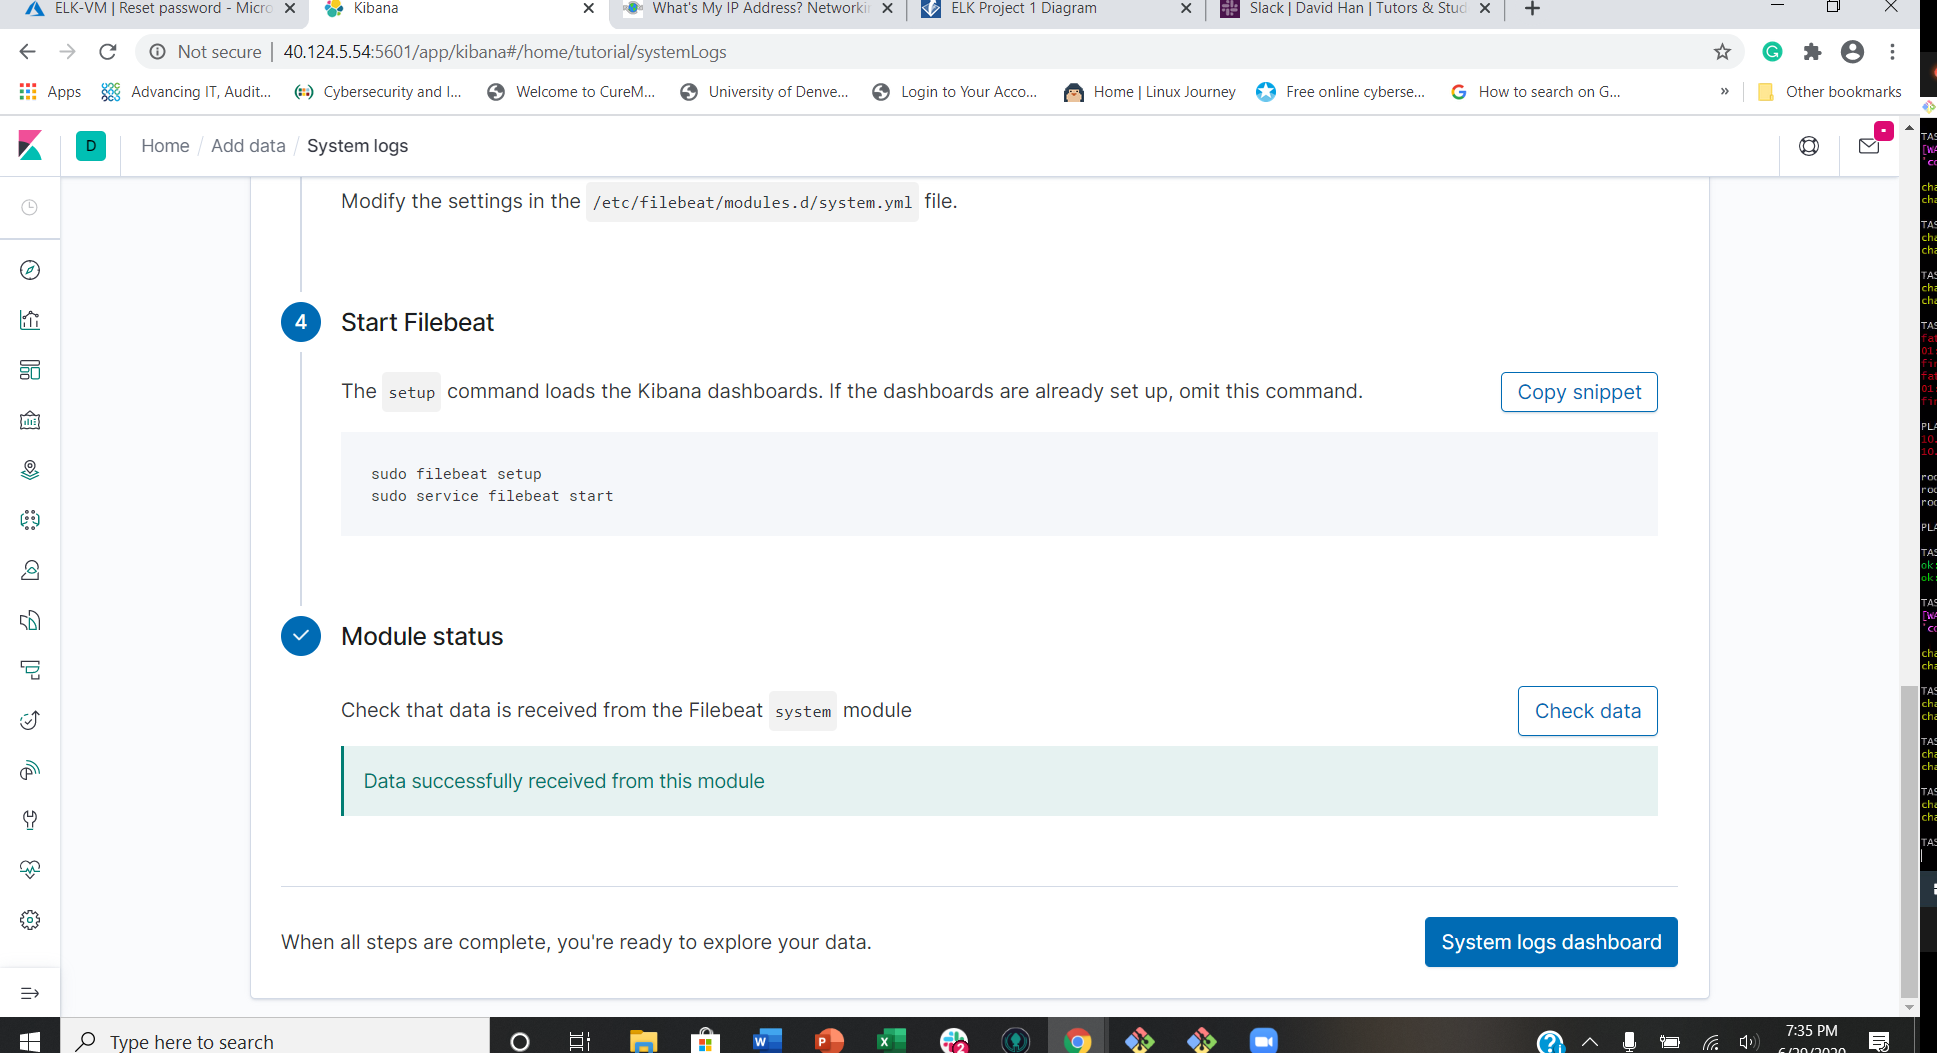 ELK-VM | Reset password - Micro
Kibana
What's My IP Address? Networkin
ELK Project 1 Diagram
Slack | David Han | Tutors & Stud
Not secure
40.124.5.54:5601/app/kibana#/home/tutorial/systemLogs
Apps
Advancing IT, Audit...
Cybersecurity and I...
Welcome to CureM...
University of Denve...
Login to Your Acco...
Home | Linux Journey
Free online cyberse...
How to search on G...
»
Other bookmarks
D
Home / Add data / System logs
Modify the settings in the /etc/filebeat/modules.d/system.yml file.
4
Start Filebeat
The setup command loads the Kibana dashboards. If the dashboards are already set up, omit this command.
Copy snippet
sudo filebeat setup
sudo service filebeat start
Module status
Check that data is received from the Filebeat system module
Check data
Data successfully received from this module
When all steps are complete, you're ready to explore your data.
System logs dashboard
Type here to search
7:35 PM
6/29/2020